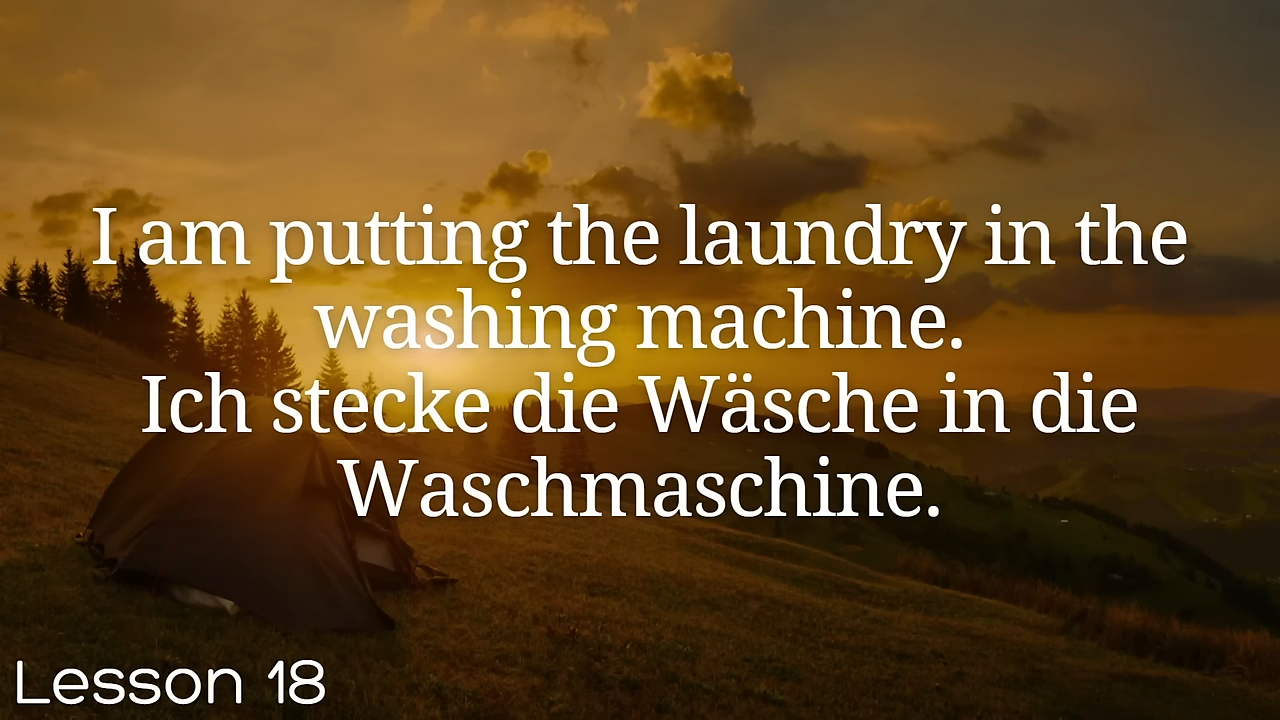 I am putting the laundry in the
washing machine.
Ich stecke die Wäsche in die
Waschmaschine.
Lesson 18